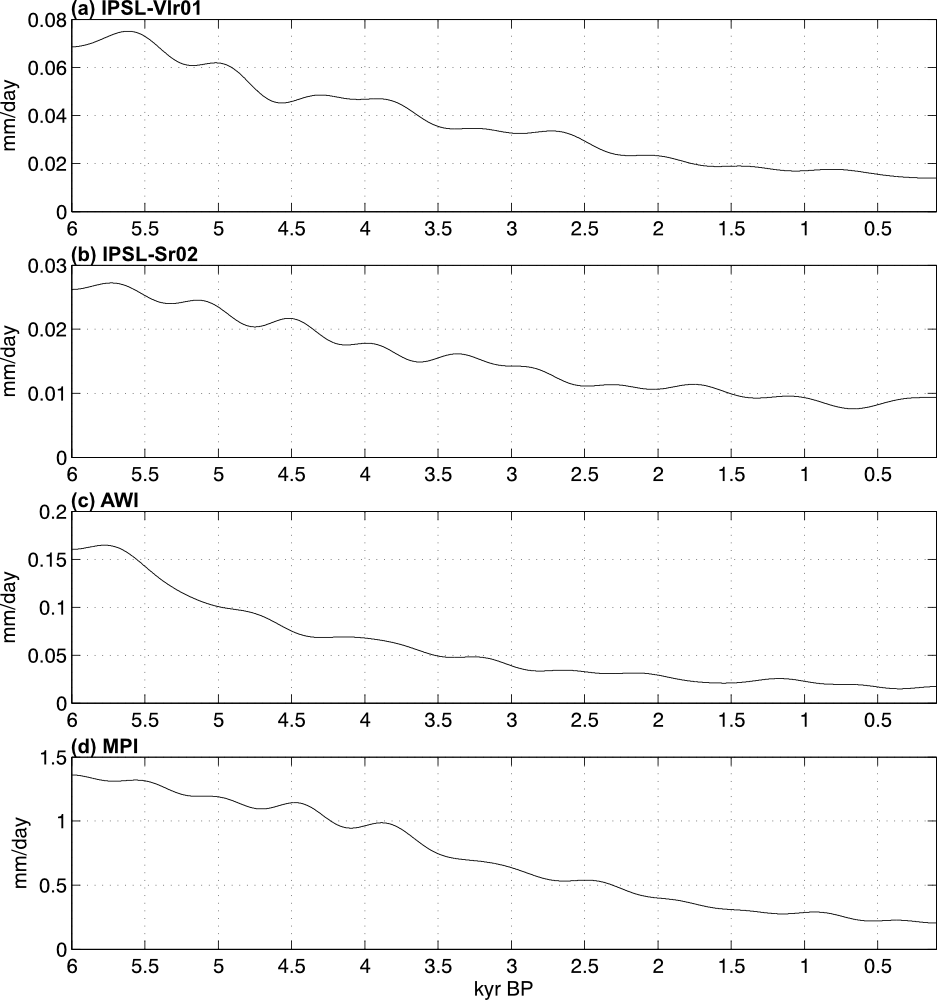 (a) IPSL-Vlr01
0.08
0.06
0.04
0.02
0
mm/day
6 5.5 5 4.5 4 3.5 3 2.5 2 1.5 1 0.5
(b) IPSL-Sr02
0.03
0.02
0.01
0
mm/day
6 5.5 5 4.5 4 3.5 3 2.5 2 1.5 1 0.5
(c) AWI
0.2
0.15
0.1
0.05
0
mm/day
6 5.5 5 4.5 4 3.5 3 2.5 2 1.5 1 0.5
(d) MPI
1.5
1
0.5
0
mm/day
6 5.5 5 4.5 4 3.5 3 2.5 2 1.5 1 0.5
kyr BP